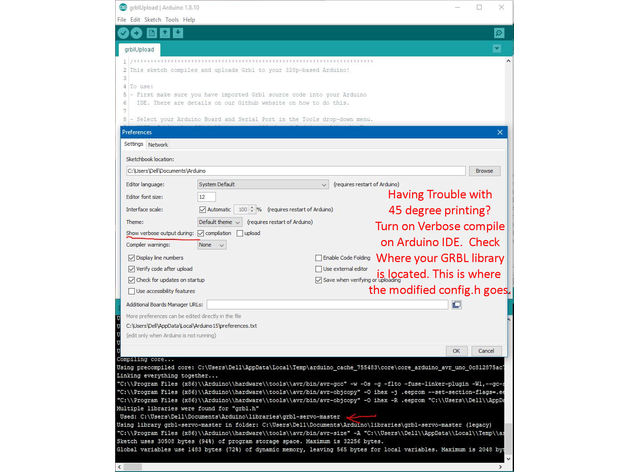 grblUpload | Arduino 1.8.10
File Edit Sketch Tools Help
grblUpload
1 /***********************************************************************
2 This sketch compiles and uploads Grbl to your 328p-based Arduino!
3
4 To use:
5 - First make sure you have imported Grbl source code into your Arduino
6 IDE. There are details on our Github website on how to do this.
7
8 - Select your Arduino Board and Serial Port in the Tools drop-down menu.
Preferences
Settings Network
Sketchbook location:
C:\Users\Dell\Documents\Arduino Browse
Editor language: System Default (requires restart of Arduino)
Editor font size: 12
Interface scale: Automatic 100 % (requires restart of Arduino)
Theme: Default theme (requires restart of Arduino)
Show verbose output during: compilation upload
Compiler warnings: None
Display line numbers Enable Code Folding
Verify code after upload Use external editor
Check for updates on startup Save when verifying or uploading
Use accessibility features
Additional Boards Manager URLs:
More preferences can be edited directly in the file
C:\Users\Dell\AppData\Local\Arduino15\preferences.txt
(edit only when Arduino is not running)
OK Cancel
Having Trouble with
45 degree printing?
Turn on Verbose compile
on Arduino IDE. Check
Where your GRBL library
is located. This is where
the modified config.h goes.
Compiling core...
Using precompiled core: C:\Users\Dell\AppData\Local\Temp\arduino_cache_755483\core\core_arduino_avr_uno_0c812875ac
Linking everything together...
"C:\\Program Files (x86)\\Arduino\\hardware\\tools\\avr/bin/avr-gcc" -w -Os -g -flto -fuse-linker-plugin -Wl,--gc-s
"C:\\Program Files (x86)\\Arduino\\hardware\\tools\\avr/bin/avr-objcopy" -O ihex -j .eeprom --set-section-flags=.ee
"C:\\Program Files (x86)\\Arduino\\hardware\\tools\\avr/bin/avr-objcopy" -O ihex -R .eeprom "C:\\Users\\Dell\\AppDa
Multiple libraries were found for "grbl.h"
Used: C:\Users\Dell\Documents\Arduino\libraries\grbl-servo-master
Using library grbl-servo-master in folder: C:\Users\Dell\Documents\Arduino\libraries\grbl-servo-master (legacy)
"C:\\Program Files (x86)\\Arduino\\hardware\\tools\\avr/bin/avr-size" -A "C:\\Users\\Dell\\AppData\\Local\\Temp\\a
Sketch uses 30508 bytes (94%) of program storage space. Maximum is 32256 bytes.
Global variables use 1483 bytes (72%) of dynamic memory, leaving 565 bytes for local variables. Maximum is 2048 byt